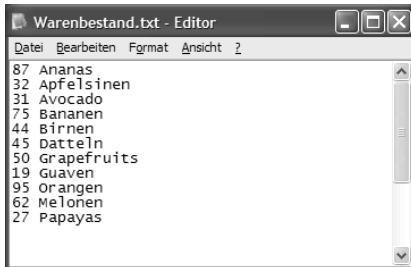 Warenbestand.txt - Editor
Datei Bearbeiten Format Ansicht ?
87 Ananas
32 Apfelsinen
31 Avocado
75 Bananen
44 Birnen
45 Datteln
50 Grapefruits
19 Guaven
95 Orangen
62 Melonen
27 Papayas